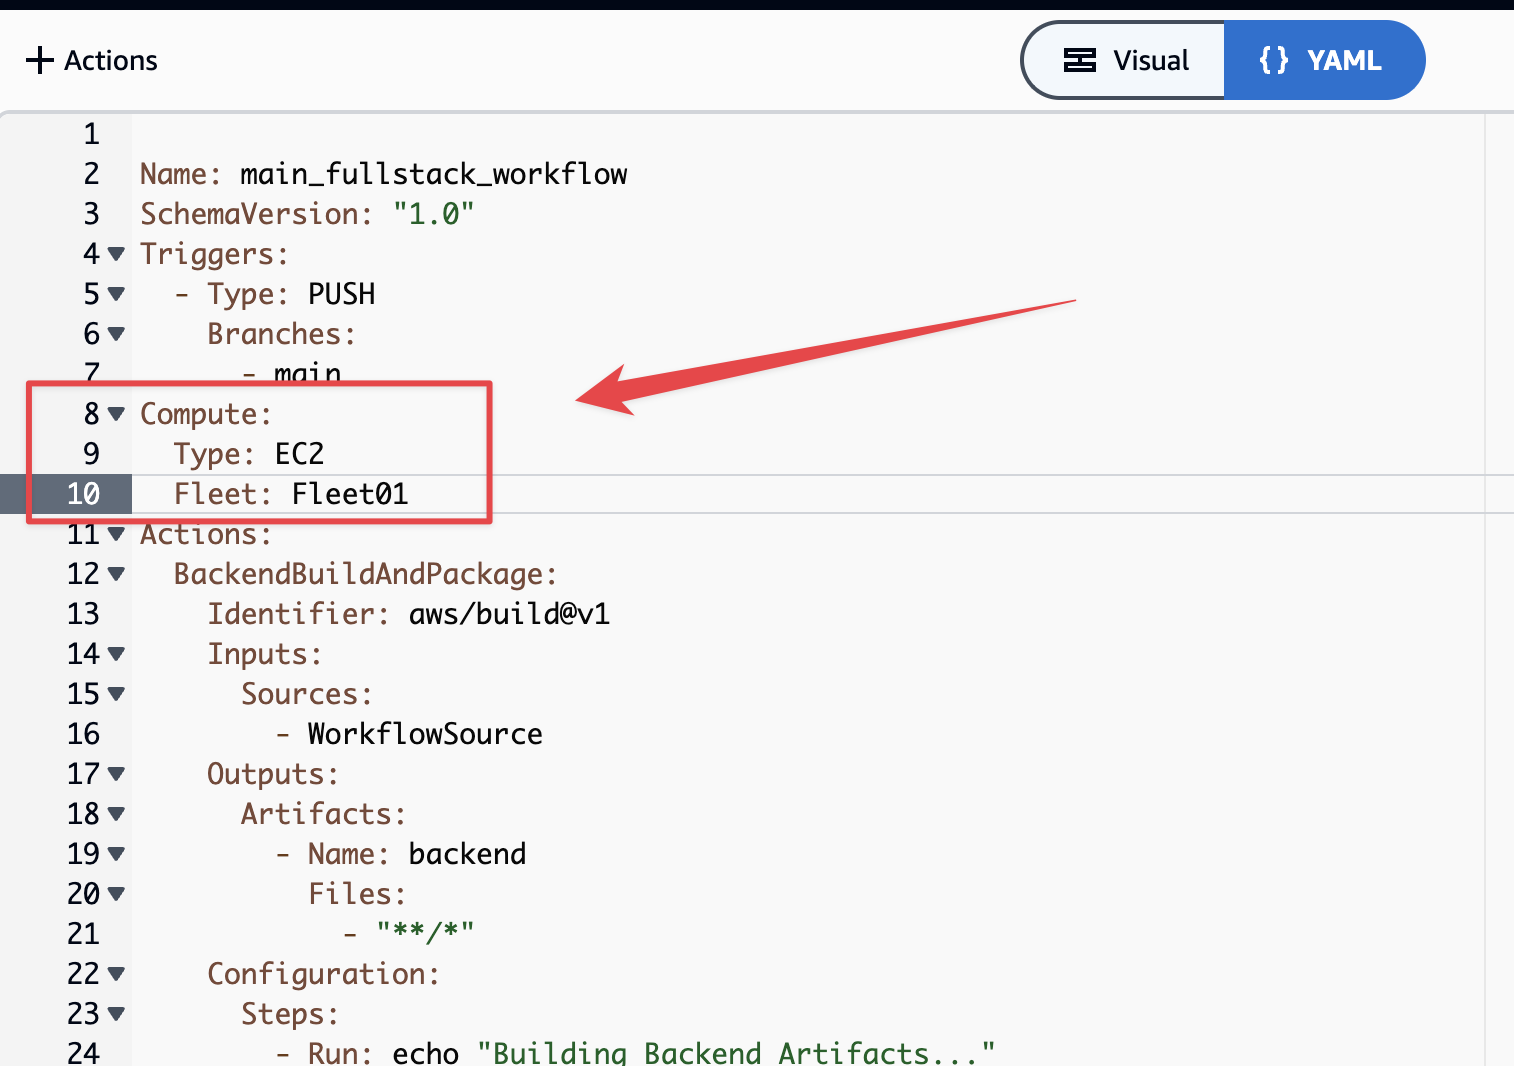 + Actions
Visual
{} YAML
1
2 Name: main_fullstack_workflow
3 SchemaVersion: "1.0"
4 Triggers:
5   - Type: PUSH
6     Branches:
7       - main
8 Compute:
9   Type: EC2
10   Fleet: Fleet01
11 Actions:
12   BackendBuildAndPackage:
13     Identifier: aws/build@v1
14     Inputs:
15       Sources:
16         - WorkflowSource
17     Outputs:
18       Artifacts:
19         - Name: backend
20           Files:
21             - "**/*"
22     Configuration:
23       Steps:
24         - Run: echo "Building Backend Artifacts..."